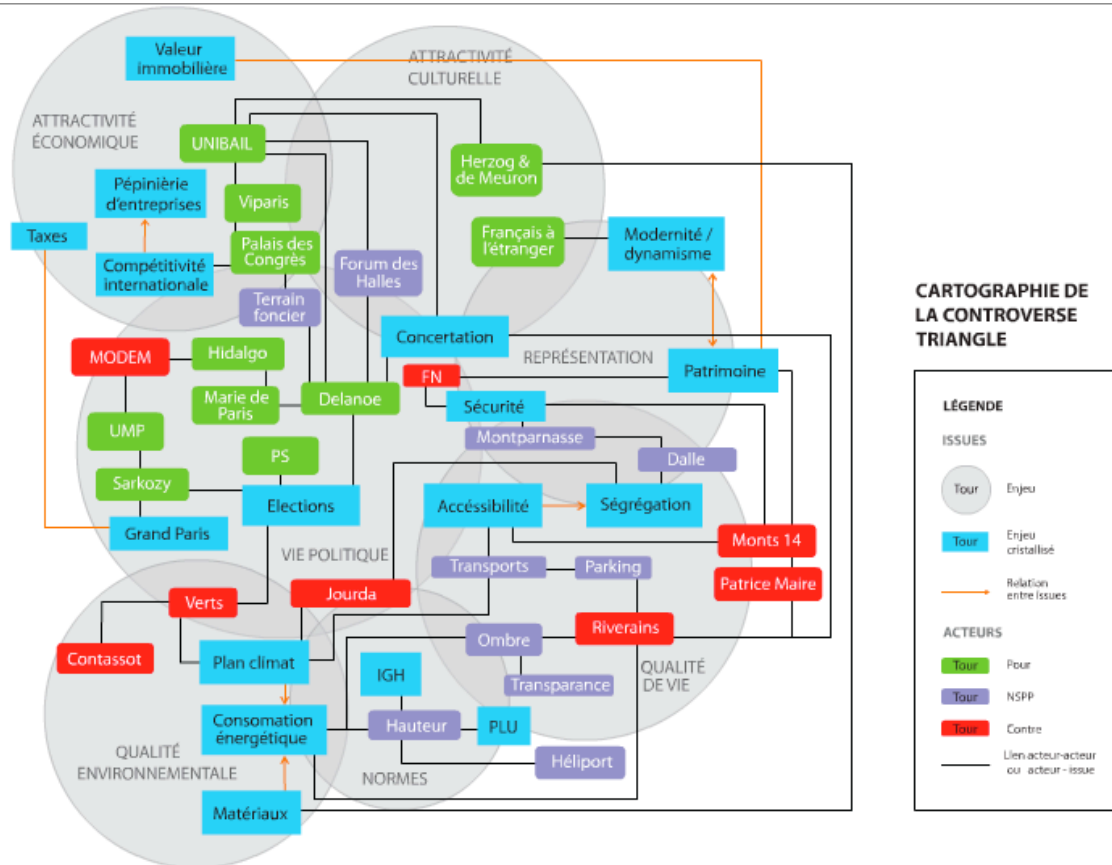 Valeur
immobilière
ATTRACTIVITÉ
CULTURELLE
ATTRACTIVITÉ
ÉCONOMIQUE
UNIBAIL
Herzog &
de Meuron
Pépinièrie
d'entreprises
Viparis
Taxes
Français à
l'étranger
Modernité /
dynamisme
Palais des
Congrès
Compétitivité
internationale
Forum des
Halles
Terrain
foncier
Concertation
REPRÉSENTATION
MODEM
Hidalgo
FN
Patrimoine
Marie de
Paris
Delanoe
Sécurité
UMP
Montparnasse
PS
Dalle
Sarkozy
Elections
Accéssibilité
Ségrégation
Grand Paris
VIE POLITIQUE
Monts 14
Transports
Parking
Patrice Maire
Jourda
Verts
Riverains
Ombre
Contassot
Plan climat
IGH
QUALITÉ
DE VIE
Transparance
Consomation
énergétique
Hauteur
PLU
QUALITÉ
ENVIRONNEMENTALE
Héliport
NORMES
Matériaux
CARTOGRAPHIE DE
LA CONTROVERSE
TRIANGLE
LÉGENDE
ISSUES
Tour
Enjeu
Tour
Enjeu
cristallisé
Relation
entre issues
ACTEURS
Tour
Pour
Tour
NSPP
Tour
Contre
Lien acteur-acteur
ou acteur - issue